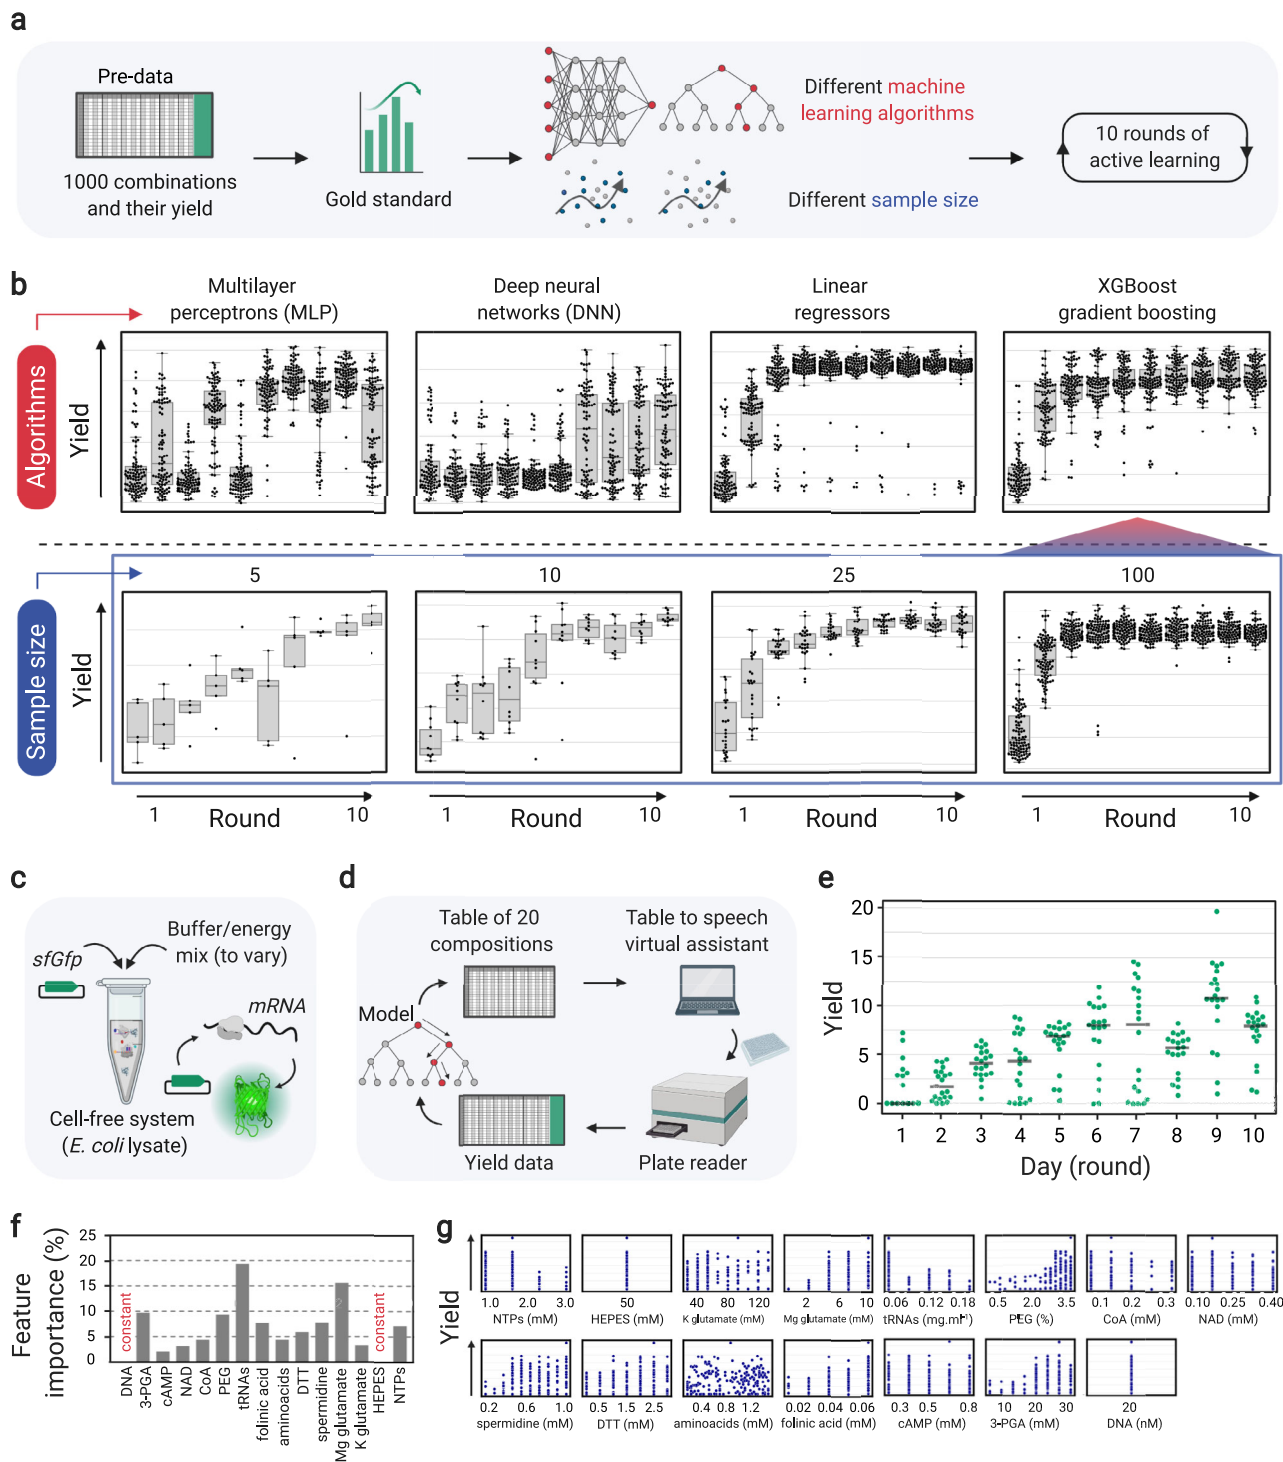 a
Pre-data
1000 combinations
and their yield
Gold standard
Different machine
learning algorithms
Different sample size
10 rounds of
active learning
b
Algorithms
Yield
Multilayer
perceptrons (MLP)
Deep neural
networks (DNN)
Linear
regressors
XGBoost
gradient boosting
Sample size
Yield
5
10
25
100
1 Round 10
1 Round 10
1 Round 10
1 Round 10
c
sfGfp
Buffer/energy
mix (to vary)
mRNA
Cell-free system
(E. coli lysate)
d
Table of 20
compositions
Table to speech
virtual assistant
Model
Yield data
Plate reader
e
Yield
20
15
10
5
0
1 2 3 4 5 6 7 8 9 10
Day (round)
f
Feature
importance (%)
25
20
15
10
5
0
constant
constant
DNA
3-PGA
cAMP
NAD
CoA
PEG
tRNAs
folinic acid
aminoacids
DTT
spermidine
Mg glutamate
K glutamate
HEPES
NTPs
g
Yield
1.0 2.0 3.0
NTPs (mM)
50
HEPES (mM)
40 80 120
K glutamate (mM)
2 6 10
Mg glutamate (mM)
0.06 0.12 0.18
tRNAs (mg.ml⁻¹)
0.5 2.0 3.5
PEG (%)
0.1 0.2 0.3
CoA (mM)
0.10 0.25 0.40
NAD (mM)
0.2 0.6 1.0
spermidine (mM)
0.5 1.5 2.5
DTT (mM)
0.4 0.8 1.2
aminoacids (mM)
0.02 0.04 0.06
folinic acid (mM)
0.3 0.5 0.8
cAMP (mM)
10 20 30
3-PGA (mM)
20
DNA (nM)